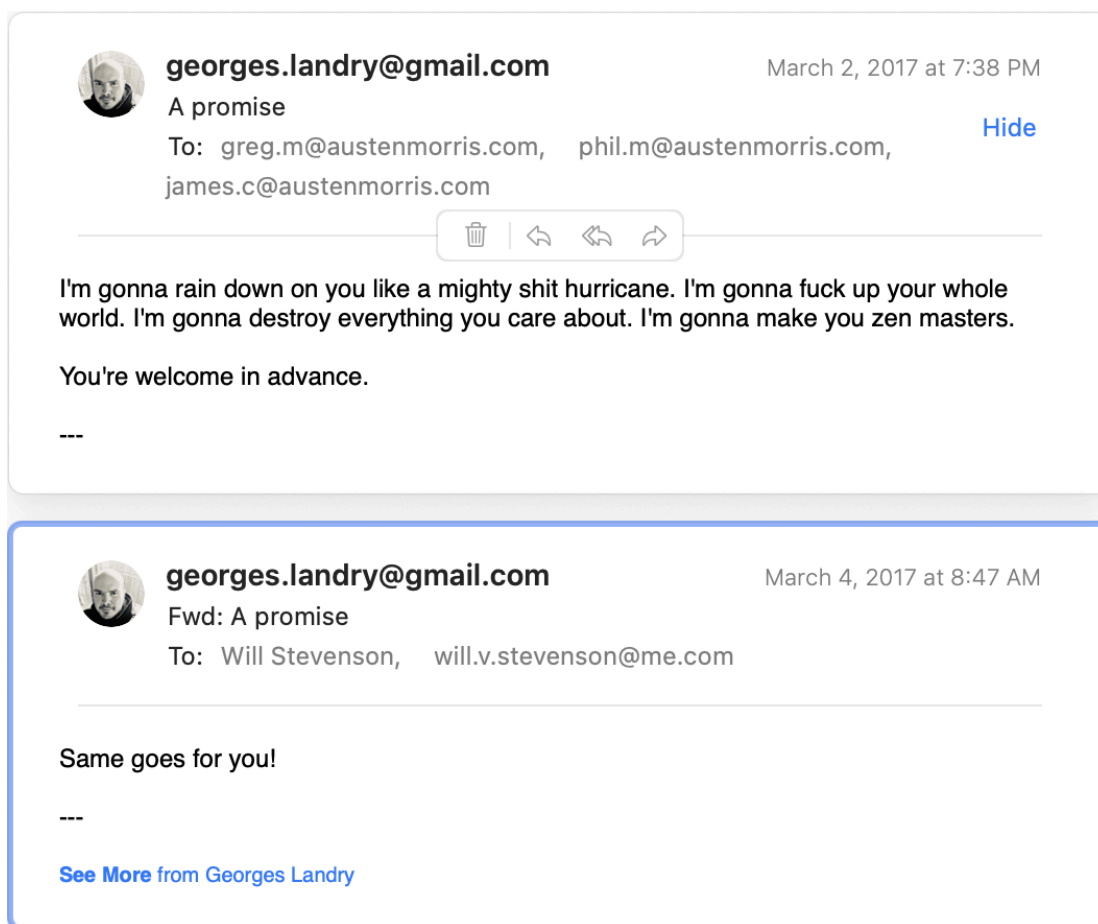 georges.landry@gmail.com March 2, 2017 at 7:38 PM
A promise
Hide
To: greg.m@austenmorris.com, phil.m@austenmorris.com,
james.c@austenmorris.com
I'm gonna rain down on you like a mighty shit hurricane. I'm gonna fuck up your whole
world. I'm gonna destroy everything you care about. I'm gonna make you zen masters.
You're welcome in advance.
---
georges.landry@gmail.com March 4, 2017 at 8:47 AM
Fwd: A promise
To: Will Stevenson, will.v.stevenson@me.com
Same goes for you!
---
See More from Georges Landry